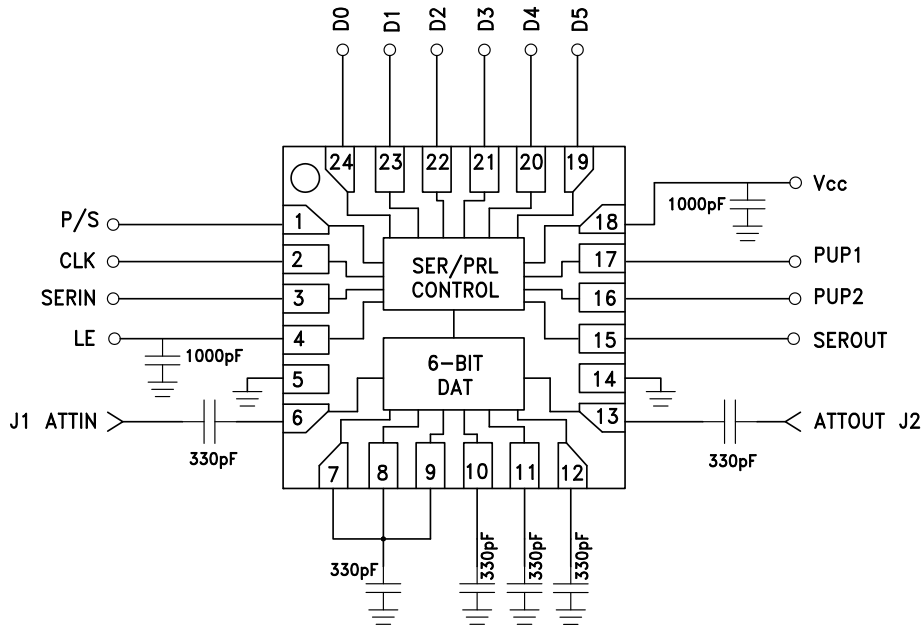 D0
D1
D2
D3
D4
D5
24
23
22
21
20
19
P/S
1
18
1000pF
Vcc
CLK
2
SER/PRL
CONTROL
17
PUP1
SERIN
3
16
PUP2
LE
4
15
SEROUT
1000pF
6-BIT
DAT
5
14
J1 ATTIN
6
13
ATTOUT J2
330pF
330pF
7
8
9
10
11
12
330pF
330pF
330pF
330pF